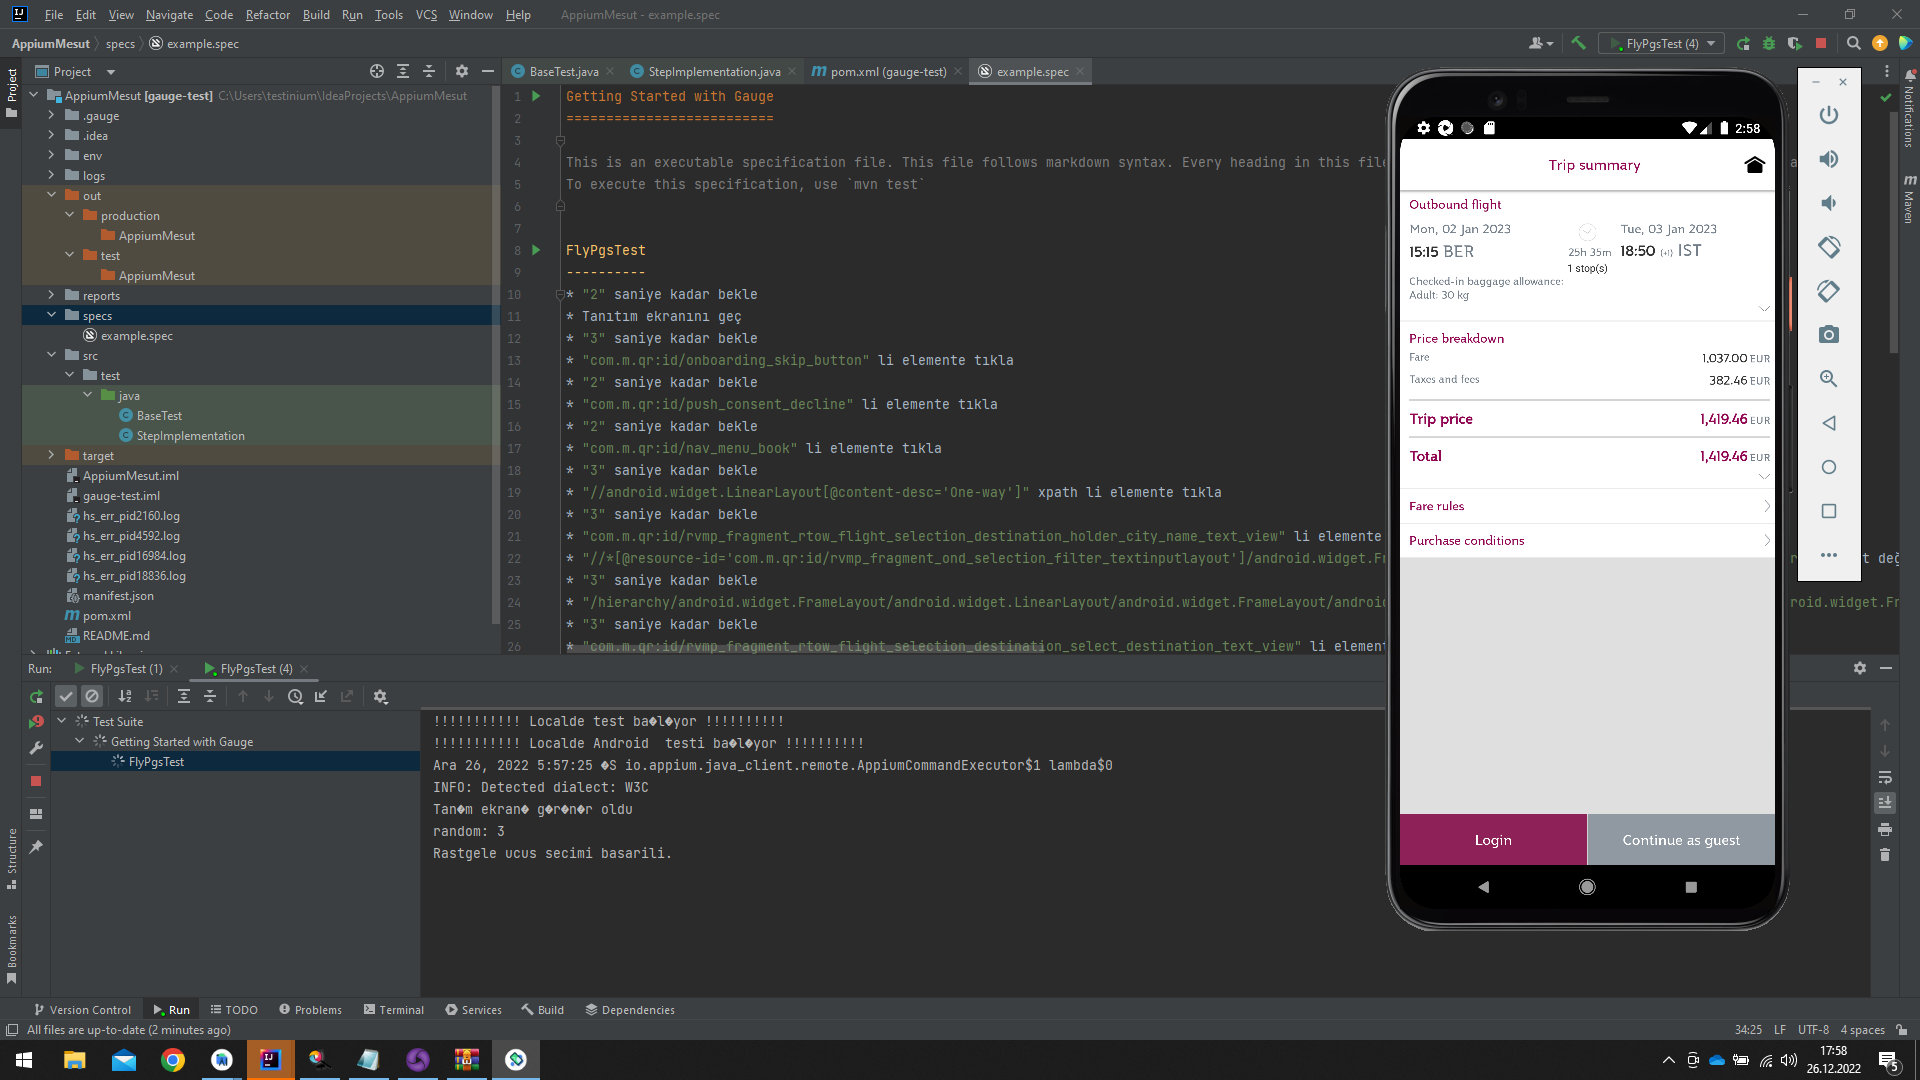 File Edit View Navigate Code Refactor Build Run Tools VCS Window Help AppiumMesut - example.spec
AppiumMesut specs example.spec
FlyPgsTest (4)
Project
Project
BaseTest.java
StepImplementation.java
pom.xml (gauge-test)
example.spec
AppiumMesut [gauge-test] C:\Users\testinium\IdeaProjects\AppiumMesut
.gauge
.idea
env
logs
out
production
AppiumMesut
test
AppiumMesut
reports
specs
example.spec
src
test
java
BaseTest
StepImplementation
target
AppiumMesut.iml
gauge-test.iml
hs_err_pid2160.log
hs_err_pid4592.log
hs_err_pid16984.log
hs_err_pid18836.log
manifest.json
pom.xml
README.md
1 Getting Started with Gauge
2 ==========================
3
4 This is an executable specification file. This file follows markdown syntax. Every heading in this file
5 To execute this specification, use `mvn test`
6
7
8 FlyPgsTest
9 ----------
10 * "2" saniye kadar bekle
11 * Tanıtım ekranını geç
12 * "3" saniye kadar bekle
13 * "com.m.qr:id/onboarding_skip_button" li elemente tıkla
14 * "2" saniye kadar bekle
15 * "com.m.qr:id/push_consent_decline" li elemente tıkla
16 * "2" saniye kadar bekle
17 * "com.m.qr:id/nav_menu_book" li elemente tıkla
18 * "3" saniye kadar bekle
19 * "//android.widget.LinearLayout[@content-desc='One-way']" xpath li elemente tıkla
20 * "3" saniye kadar bekle
21 * "com.m.qr:id/rvmp_fragment_rtow_flight_selection_destination_holder_city_name_text_view" li elemente
22 * "//*[@resource-id='com.m.qr:id/rvmp_fragment_ond_selection_filter_textinputlayout']/android.widget.Fr
23 * "3" saniye kadar bekle
24 * "/hierarchy/android.widget.FrameLayout/android.widget.LinearLayout/android.widget.FrameLayout/androi
25 * "3" saniye kadar bekle
26 * "com.m.qr:id/rvmp_fragment_rtow_flight_selection_destination_select_destination_text_view" li element
t değ
roid.widget.Fr
2:58
Trip summary
Outbound flight
Mon, 02 Jan 2023 Tue, 03 Jan 2023
15:15 BER 25h 35m 18:50 (+1) IST
1 stop(s)
Checked-in baggage allowance:
Adult: 30 kg
Price breakdown
Fare 1,037.00 EUR
Taxes and fees 382.46 EUR
Trip price 1,419.46 EUR
Total 1,419.46 EUR
Fare rules
Purchase conditions
Login Continue as guest
Notifications
Maven
Run: FlyPgsTest (1) FlyPgsTest (4)
Test Suite
Getting Started with Gauge
FlyPgsTest
!!!!!!!!!!! Localde test ba�l�yor !!!!!!!!!!
!!!!!!!!!!! Localde Android  testi ba�l�yor !!!!!!!!!!
Ara 26, 2022 5:57:25 �S io.appium.java_client.remote.AppiumCommandExecutor$1 lambda$0
INFO: Detected dialect: W3C
Tan�m ekran� g�r�n�r oldu
random: 3
Rastgele ucus secimi basarili.
Structure
Bookmarks
Version Control Run TODO Problems Terminal Services Build Dependencies
All files are up-to-date (2 minutes ago)
34:25 LF UTF-8 4 spaces
17:58
26.12.2022
5